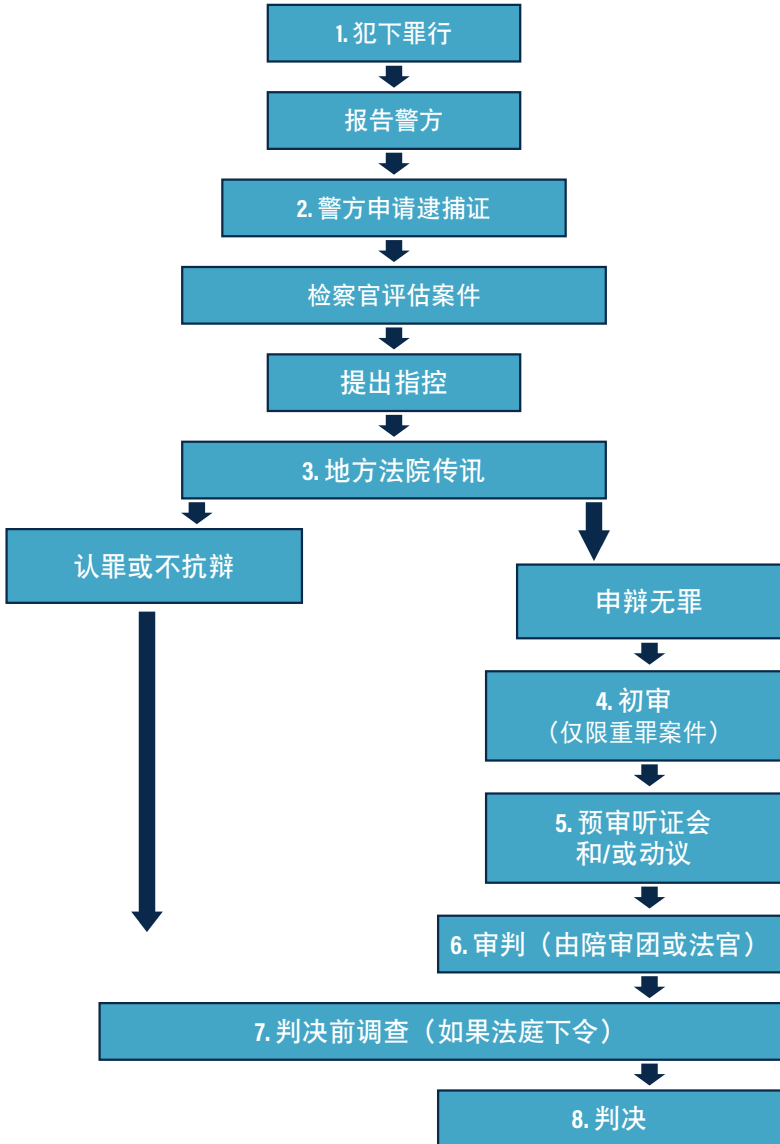 1. 犯下罪行
报告警方
2. 警方申请逮捕证
检察官评估案件
提出指控
3. 地方法院传讯
认罪或不抗辩
申辩无罪
4. 初审
（仅限重罪案件）
5. 预审听证会
和/或动议
6. 审判（由陪审团或法官）
7. 判决前调查（如果法庭下令）
8. 判决